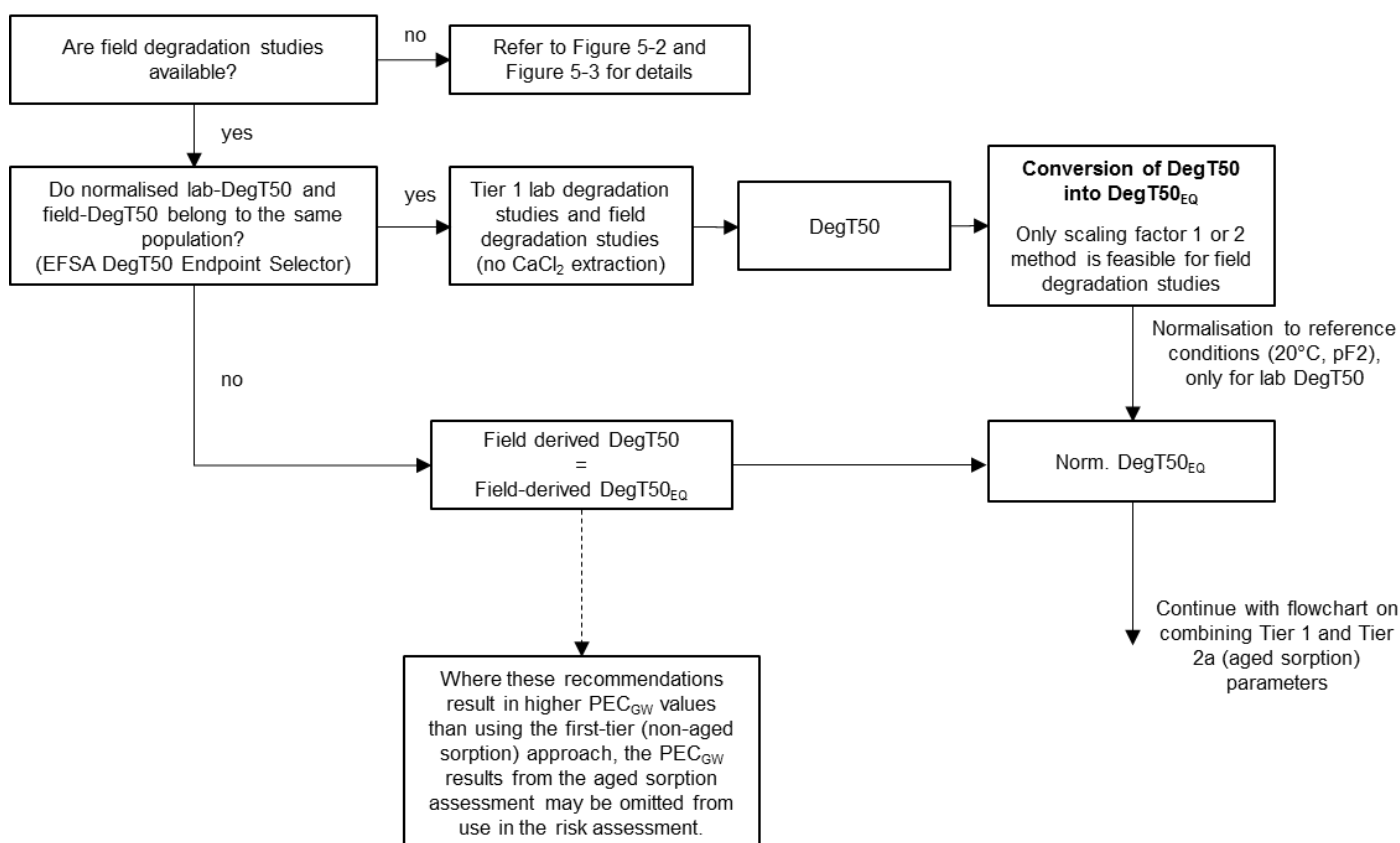 Are field degradation studies
available?
no
Refer to Figure 5-2 and
Figure 5-3 for details
yes
Do normalised lab-DegT50 and
field-DegT50 belong to the same
population?
(EFSA DegT50 Endpoint Selector)
yes
Tier 1 lab degradation
studies and field
degradation studies
(no CaCl₂ extraction)
DegT50
Conversion of DegT50
into DegT50EQ
Only scaling factor 1 or 2
method is feasible for field
degradation studies
Normalisation to reference
conditions (20°C, pF2),
only for lab DegT50
no
Field derived DegT50
=
Field-derived DegT50EQ
Norm. DegT50EQ
Continue with flowchart on
combining Tier 1 and Tier
2a (aged sorption)
parameters
Where these recommendations
result in higher PECGW values
than using the first-tier (non-aged
sorption) approach, the PECGW
results from the aged sorption
assessment may be omitted from
use in the risk assessment.